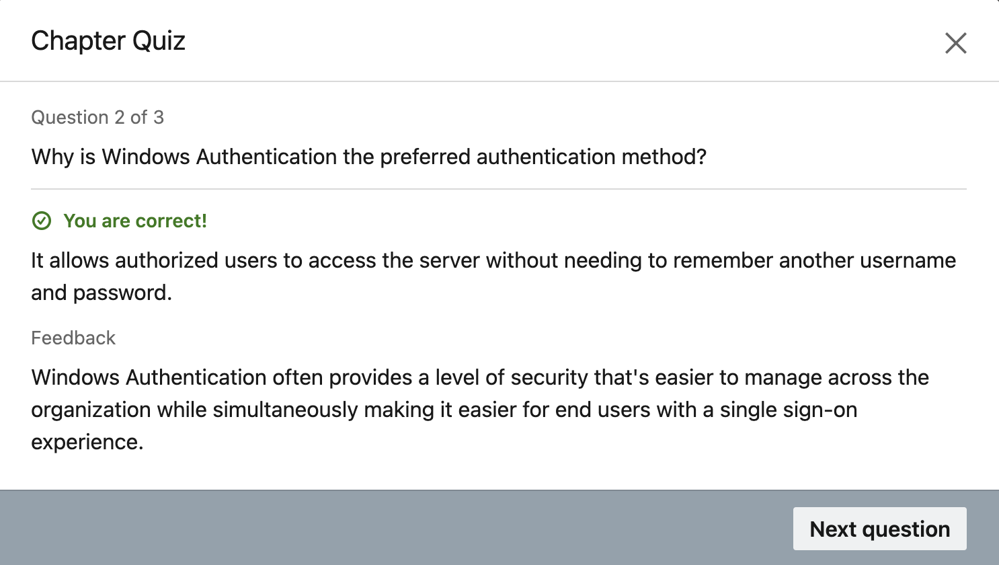 Chapter Quiz
Question 2 of 3
Why is Windows Authentication the preferred authentication method?
You are correct!
It allows authorized users to access the server without needing to remember another username
and password.
Feedback
Windows Authentication often provides a level of security that's easier to manage across the
organization while simultaneously making it easier for end users with a single sign-on
experience.
Next question